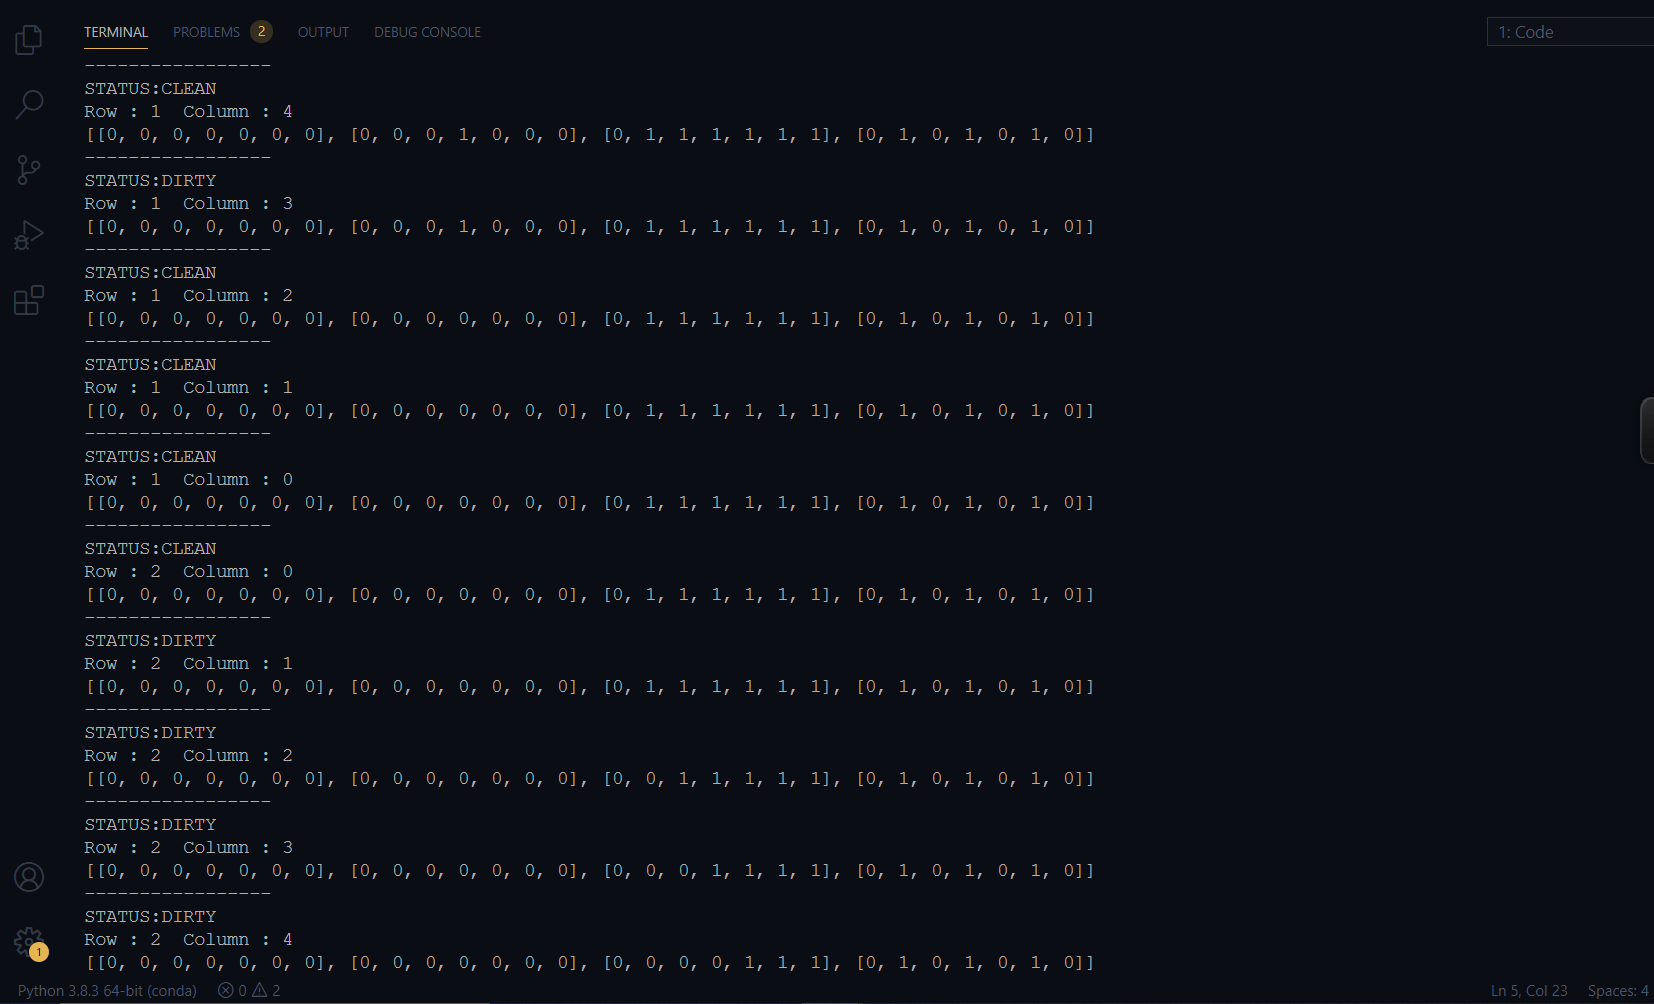 TERMINAL PROBLEMS 2 OUTPUT DEBUG CONSOLE 1: Code
-----------------
STATUS:CLEAN
Row : 1  Column : 4
[[0, 0, 0, 0, 0, 0, 0], [0, 0, 0, 1, 0, 0, 0], [0, 1, 1, 1, 1, 1, 1], [0, 1, 0, 1, 0, 1, 0]]
-----------------
STATUS:DIRTY
Row : 1  Column : 3
[[0, 0, 0, 0, 0, 0, 0], [0, 0, 0, 1, 0, 0, 0], [0, 1, 1, 1, 1, 1, 1], [0, 1, 0, 1, 0, 1, 0]]
-----------------
STATUS:CLEAN
Row : 1  Column : 2
[[0, 0, 0, 0, 0, 0, 0], [0, 0, 0, 0, 0, 0, 0], [0, 1, 1, 1, 1, 1, 1], [0, 1, 0, 1, 0, 1, 0]]
-----------------
STATUS:CLEAN
Row : 1  Column : 1
[[0, 0, 0, 0, 0, 0, 0], [0, 0, 0, 0, 0, 0, 0], [0, 1, 1, 1, 1, 1, 1], [0, 1, 0, 1, 0, 1, 0]]
-----------------
STATUS:CLEAN
Row : 1  Column : 0
[[0, 0, 0, 0, 0, 0, 0], [0, 0, 0, 0, 0, 0, 0], [0, 1, 1, 1, 1, 1, 1], [0, 1, 0, 1, 0, 1, 0]]
-----------------
STATUS:CLEAN
Row : 2  Column : 0
[[0, 0, 0, 0, 0, 0, 0], [0, 0, 0, 0, 0, 0, 0], [0, 1, 1, 1, 1, 1, 1], [0, 1, 0, 1, 0, 1, 0]]
-----------------
STATUS:DIRTY
Row : 2  Column : 1
[[0, 0, 0, 0, 0, 0, 0], [0, 0, 0, 0, 0, 0, 0], [0, 1, 1, 1, 1, 1, 1], [0, 1, 0, 1, 0, 1, 0]]
-----------------
STATUS:DIRTY
Row : 2  Column : 2
[[0, 0, 0, 0, 0, 0, 0], [0, 0, 0, 0, 0, 0, 0], [0, 0, 1, 1, 1, 1, 1], [0, 1, 0, 1, 0, 1, 0]]
-----------------
STATUS:DIRTY
Row : 2  Column : 3
[[0, 0, 0, 0, 0, 0, 0], [0, 0, 0, 0, 0, 0, 0], [0, 0, 0, 1, 1, 1, 1], [0, 1, 0, 1, 0, 1, 0]]
-----------------
STATUS:DIRTY
Row : 2  Column : 4
[[0, 0, 0, 0, 0, 0, 0], [0, 0, 0, 0, 0, 0, 0], [0, 0, 0, 0, 1, 1, 1], [0, 1, 0, 1, 0, 1, 0]]
1
Python 3.8.3 64-bit (conda) 0 2 Ln 5, Col 23 Spaces: 4